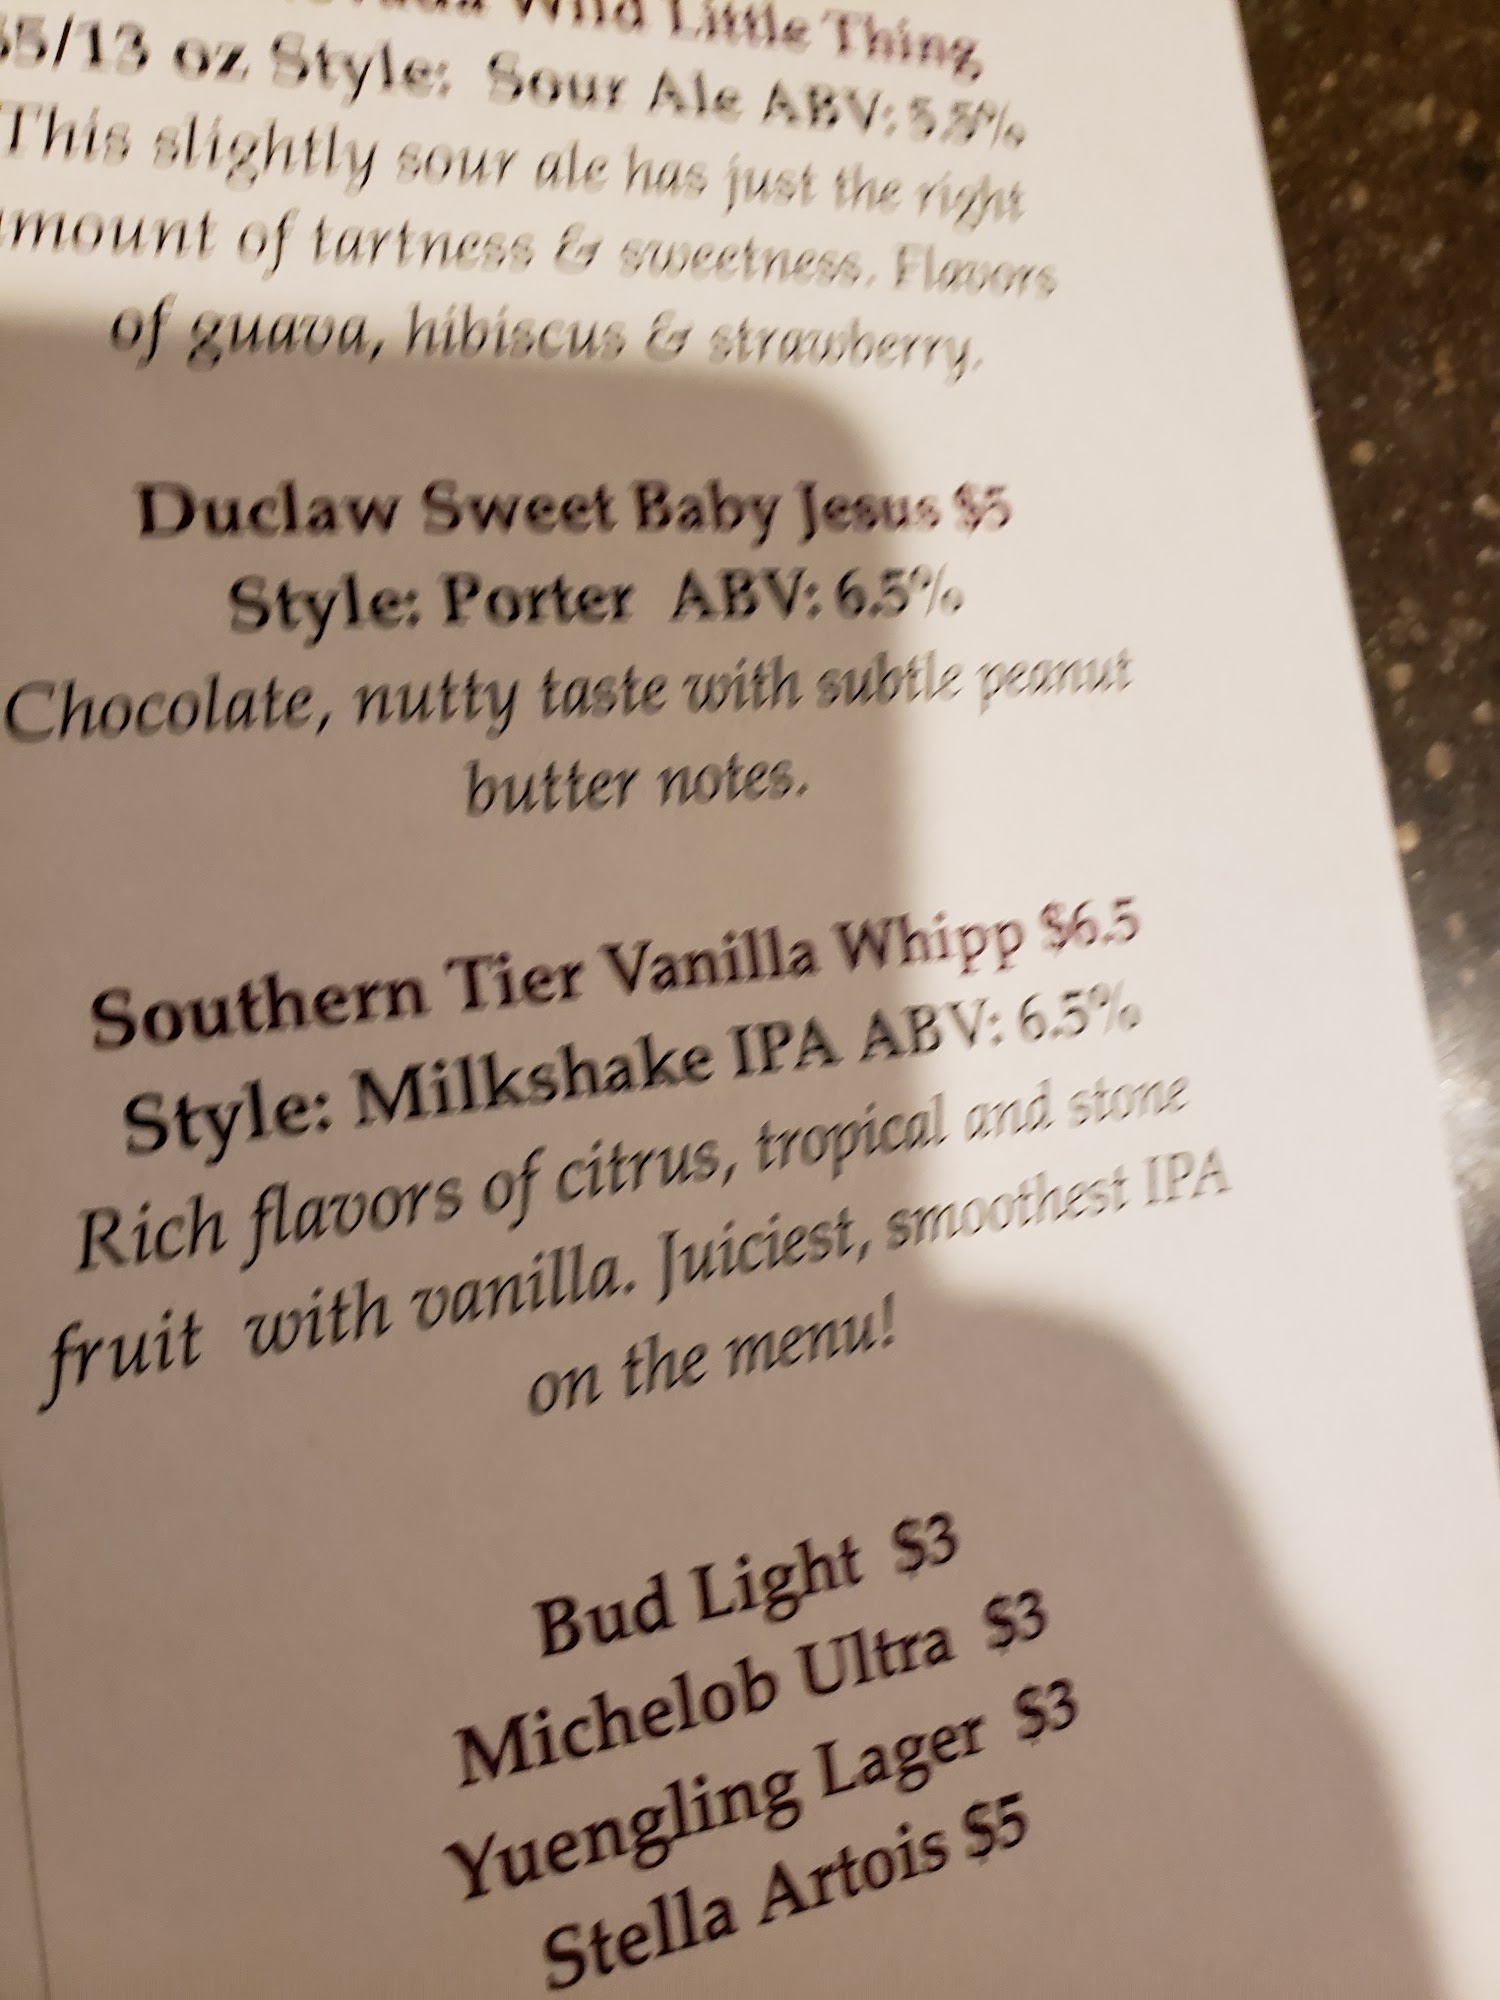 Wild Little Thing
/13 oz Style: Sour Ale ABV: 5.5%
This slightly sour ale has just the right
mount of tartness & sweetness. Flavors
of guava, hibiscus & strawberry.
Duclaw Sweet Baby Jesus $5
Style: Porter ABV: 6.5%
Chocolate, nutty taste with subtle peanut
butter notes.
Southern Tier Vanilla Whipp $6.5
Style: Milkshake IPA ABV: 6.5%
Rich flavors of citrus, tropical and stone
fruit with vanilla. Juiciest, smoothest IPA
on the menu!
Bud Light $3
Michelob Ultra $3
Yuengling Lager $3
Stella Artois $5